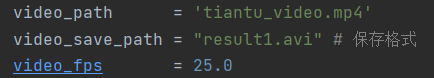 video_path      = 'tiantu_video.mp4'
video_save_path = "result1.avi" # 保存格式
video_fps       = 25.0